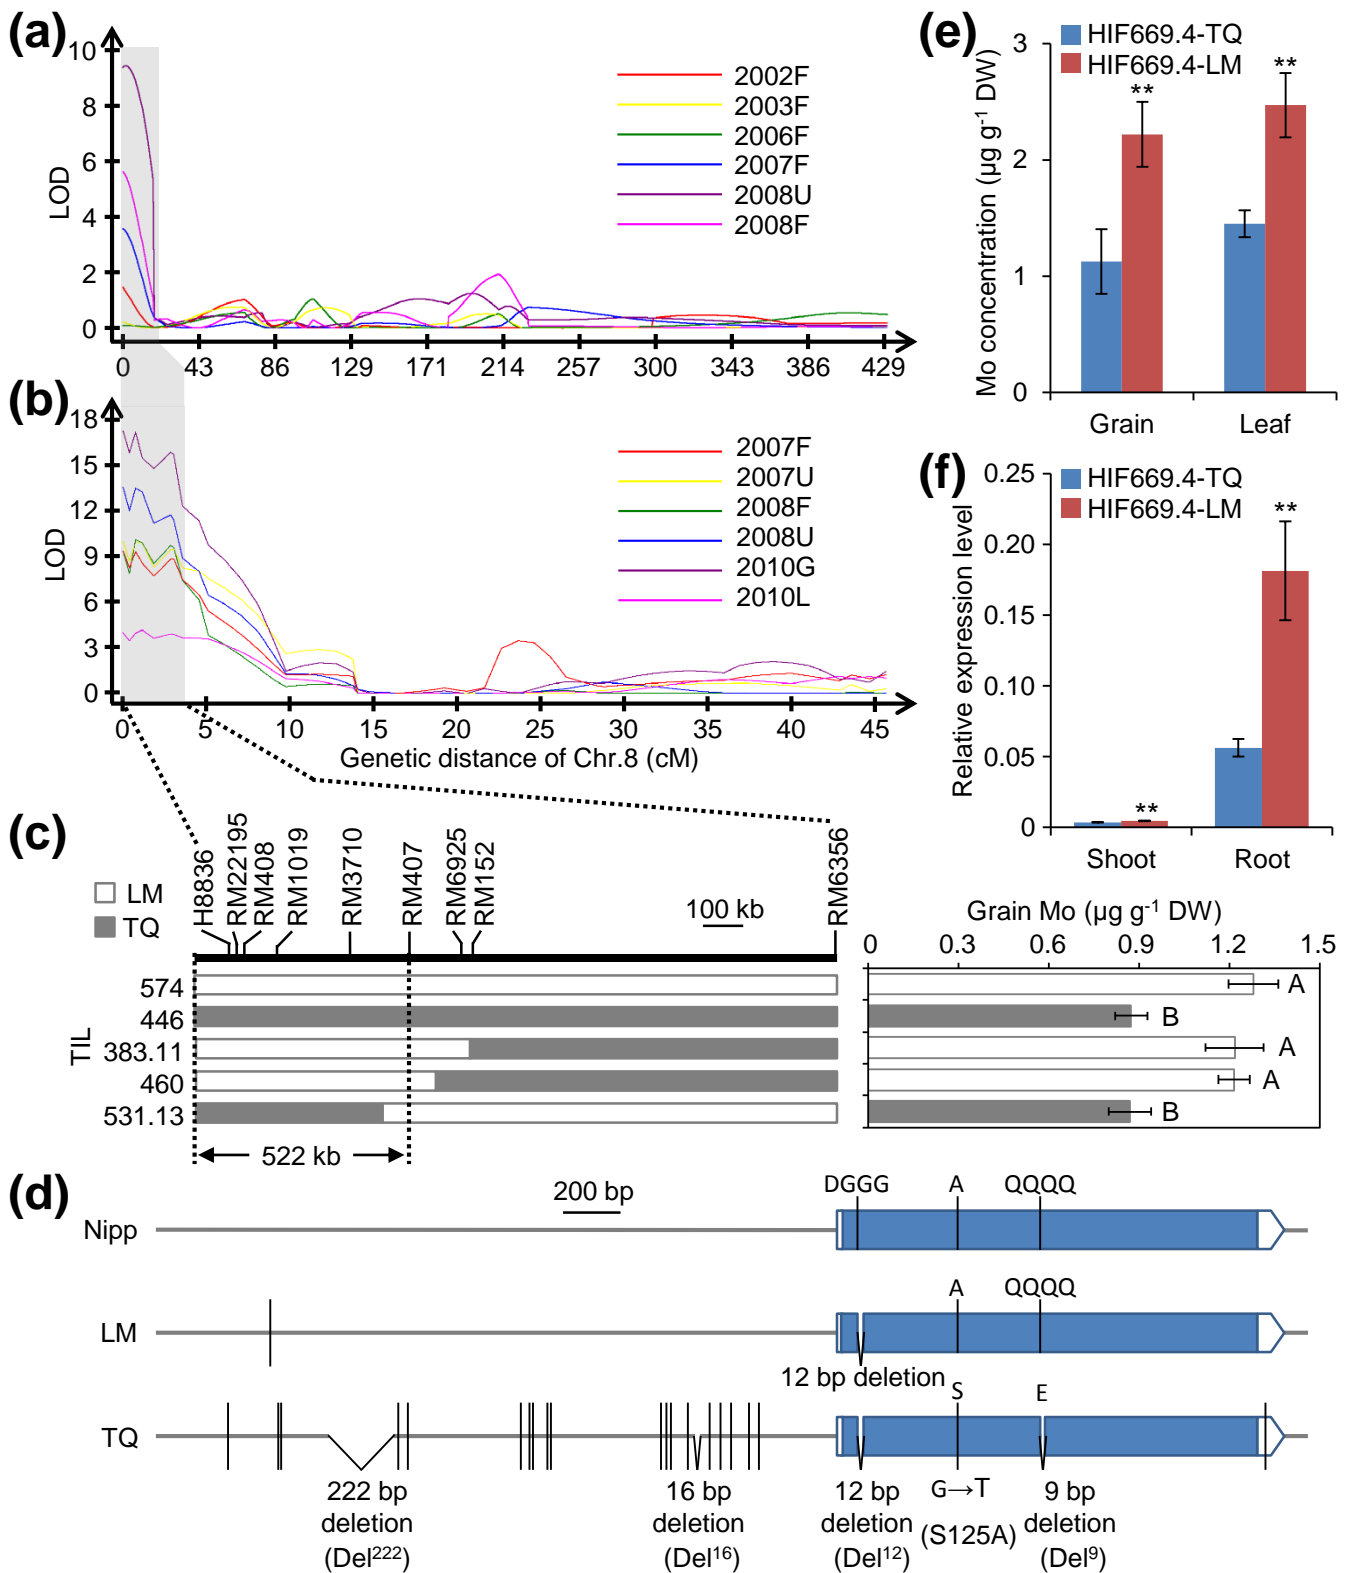 (a)
10
8
6
4
2
0
LOD
2002F
2003F
2006F
2007F
2008U
2008F
0 43 86 129 171 214 257 300 343 386 429
(b)
18
15
12
9
6
3
0
LOD
2007F
2007U
2008F
2008U
2010G
2010L
0 5 10 15 20 25 30 35 40 45
Genetic distance of Chr.8 (cM)
(e)
HIF669.4-TQ
HIF669.4-LM
3
2
1
0
Mo concentration (µg g-1 DW)
** **
Grain Leaf
(f)
HIF669.4-TQ
HIF669.4-LM
0.25
0.20
0.15
0.10
0.05
0
Relative expression level
** **
Shoot Root
(c)
LM
TQ
H8836 RM22195 RM408 RM1019 RM3710 RM407 RM6925 RM152 RM6356
100 kb
TIL
574
446
383.11
460
531.13
522 kb
Grain Mo (µg g-1 DW)
0 0.3 0.6 0.9 1.2 1.5
A
B
A
A
B
(d)
200 bp
DGGG A QQQQ
Nipp
A QQQQ
LM
12 bp deletion
S E
TQ
222 bp deletion (Del222)
16 bp deletion (Del16)
12 bp deletion (Del12)
G→T (S125A)
9 bp deletion (Del9)